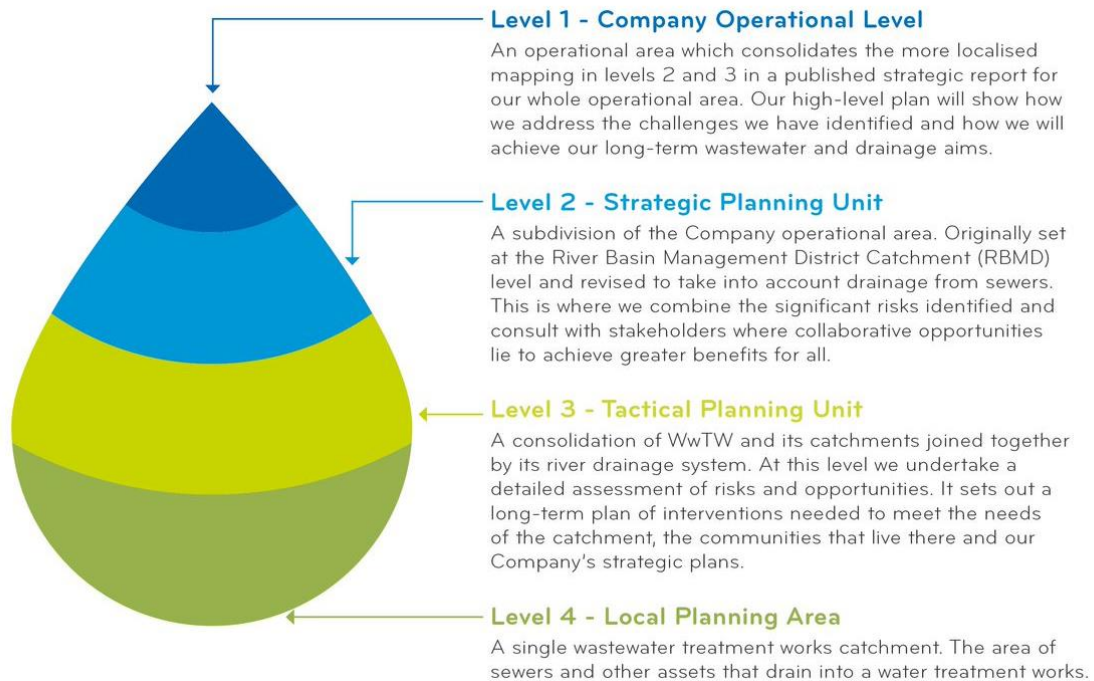 Level 1 - Company Operational Level
An operational area which consolidates the more localised
mapping in levels 2 and 3 in a published strategic report for
our whole operational area. Our high-level plan will show how
we address the challenges we have identified and how we will
achieve our long-term wastewater and drainage aims.
Level 2 - Strategic Planning Unit
A subdivision of the Company operational area. Originally set
at the River Basin Management District Catchment (RBMD)
level and revised to take into account drainage from sewers.
This is where we combine the significant risks identified and
consult with stakeholders where collaborative opportunities
lie to achieve greater benefits for all.
Level 3 - Tactical Planning Unit
A consolidation of WwTW and its catchments joined together
by its river drainage system. At this level we undertake a
detailed assessment of risks and opportunities. It sets out a
long-term plan of interventions needed to meet the needs
of the catchment, the communities that live there and our
Company's strategic plans.
Level 4 - Local Planning Area
A single wastewater treatment works catchment. The area of
sewers and other assets that drain into a water treatment works.